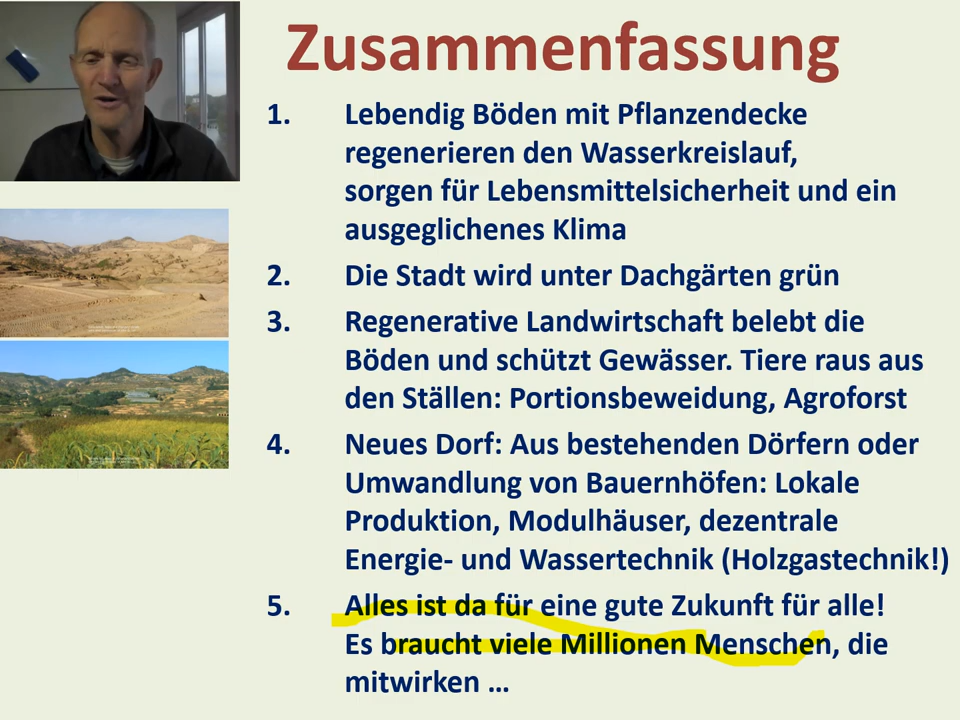 Zusammenfassung
1. Lebendig Böden mit Pflanzendecke
regenerieren den Wasserkreislauf,
sorgen für Lebensmittelsicherheit und ein
ausgeglichenes Klima
2. Die Stadt wird unter Dachgärten grün
3. Regenerative Landwirtschaft belebt die
Böden und schützt Gewässer. Tiere raus aus
den Ställen: Portionsbeweidung, Agroforst
4. Neues Dorf: Aus bestehenden Dörfern oder
Umwandlung von Bauernhöfen: Lokale
Produktion, Modulhäuser, dezentrale
Energie- und Wassertechnik (Holzgastechnik!)
5. Alles ist da für eine gute Zukunft für alle!
Es braucht viele Millionen Menschen, die
mitwirken ...